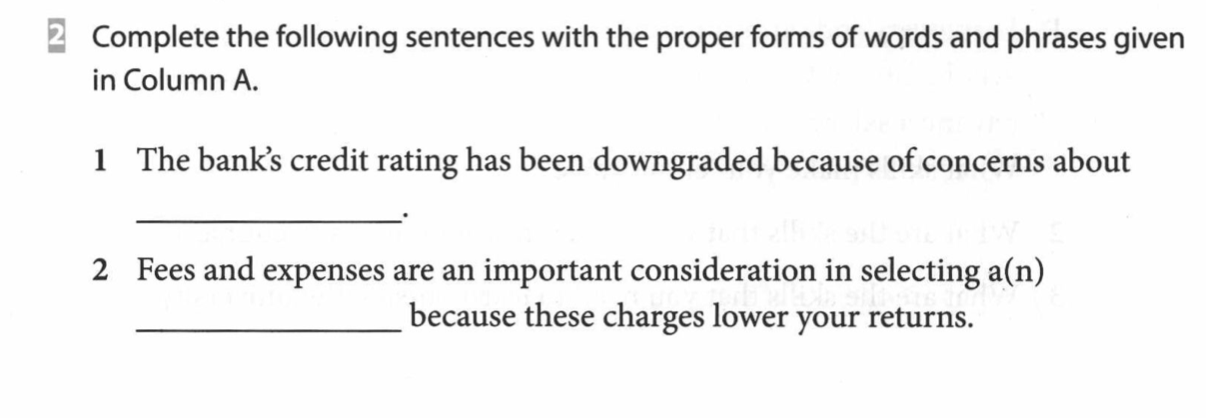 2 Complete the following sentences with the proper forms of words and phrases given
in Column A.
1 The bank's credit rating has been downgraded because of concerns about
____________________.
2 Fees and expenses are an important consideration in selecting a(n)
____________________ because these charges lower your returns.